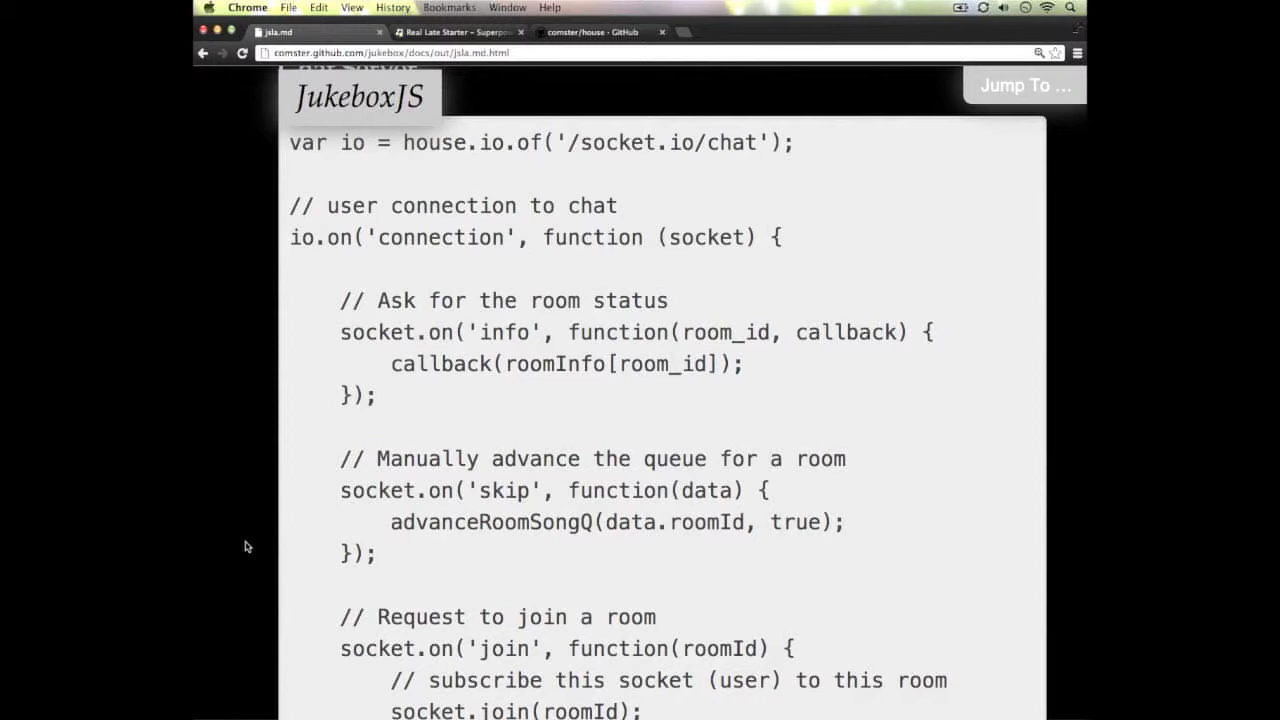 Chrome File Edit View History Bookmarks Window Help
jsla.md
Real Late Starter – Superpow
comster/house · GitHub
comster.github.com/jukebox/docs/out/jsla.md.html
JukeboxJS
Jump To ...
var io = house.io.of('/socket.io/chat');
// user connection to chat
io.on('connection', function (socket) {
// Ask for the room status
socket.on('info', function(room_id, callback) {
callback(roomInfo[room_id]);
});
// Manually advance the queue for a room
socket.on('skip', function(data) {
advanceRoomSongQ(data.roomId, true);
});
// Request to join a room
socket.on('join', function(roomId) {
// subscribe this socket (user) to this room
socket.join(roomId);